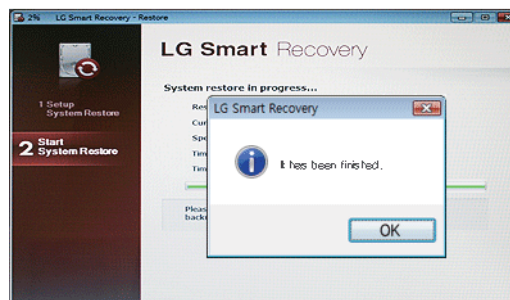 2% LG Smart Recovery - Restore
LG Smart Recovery
1 Setup
System Restore
2 Start
System Restore
System restore in progress...
LG Smart Recovery
It has been finished.
OK